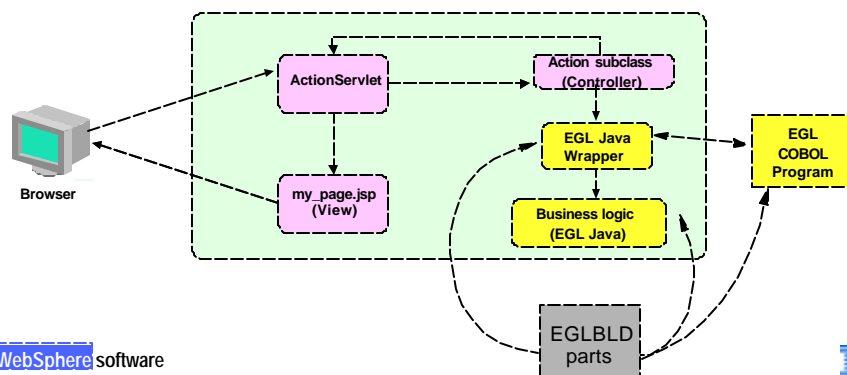 ActionServlet
Action subclass
(Controller)
EGL Java
Wrapper
EGL
COBOL
Program
Browser
my_page.jsp
(View)
Business logic
(EGL Java)
EGLBLD
parts
WebSphere software